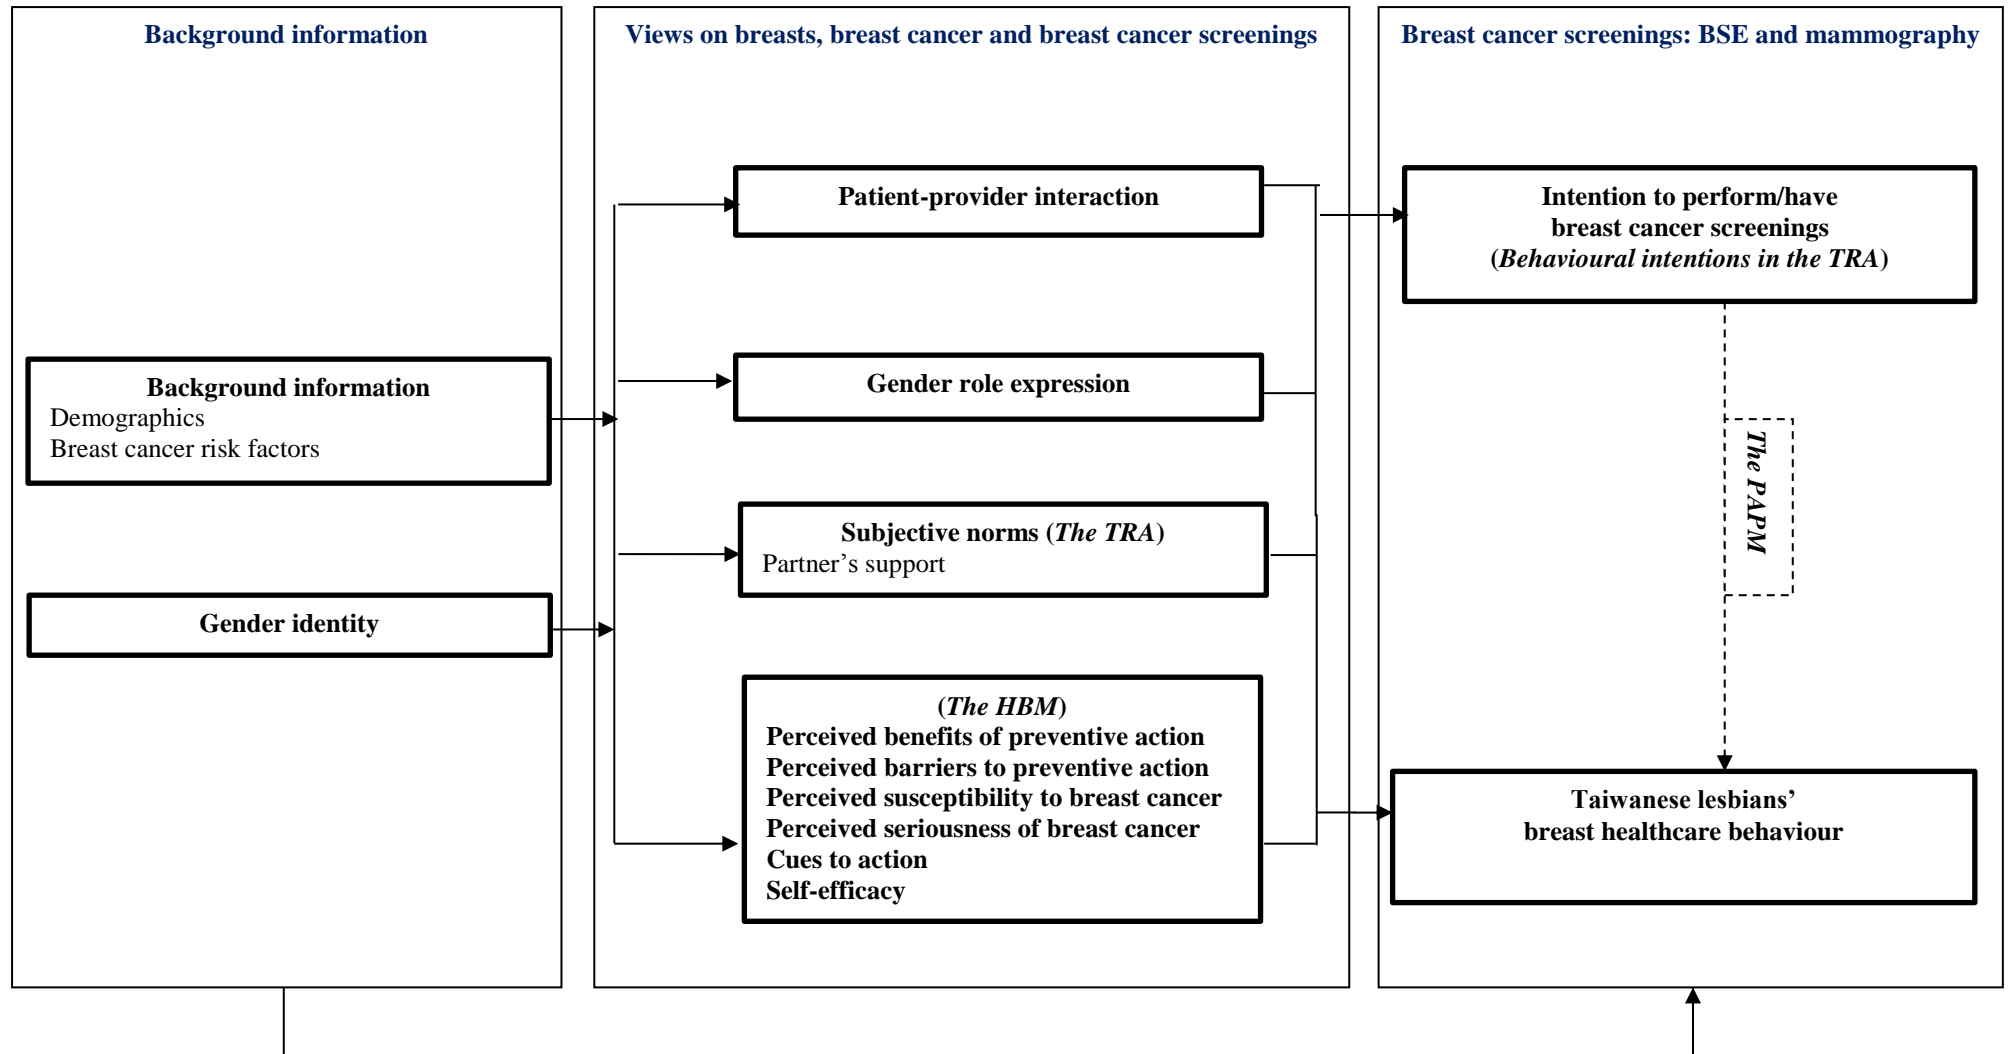 Background information
Background information
Demographics
Breast cancer risk factors
Gender identity
Views on breasts, breast cancer and breast cancer screenings
Patient-provider interaction
Gender role expression
Subjective norms (The TRA)
Partner’s support
(The HBM)
Perceived benefits of preventive action
Perceived barriers to preventive action
Perceived susceptibility to breast cancer
Perceived seriousness of breast cancer
Cues to action
Self-efficacy
Breast cancer screenings: BSE and mammography
Intention to perform/have
breast cancer screenings
(Behavioural intentions in the TRA)
The PAPM
Taiwanese lesbians’
breast healthcare behaviour